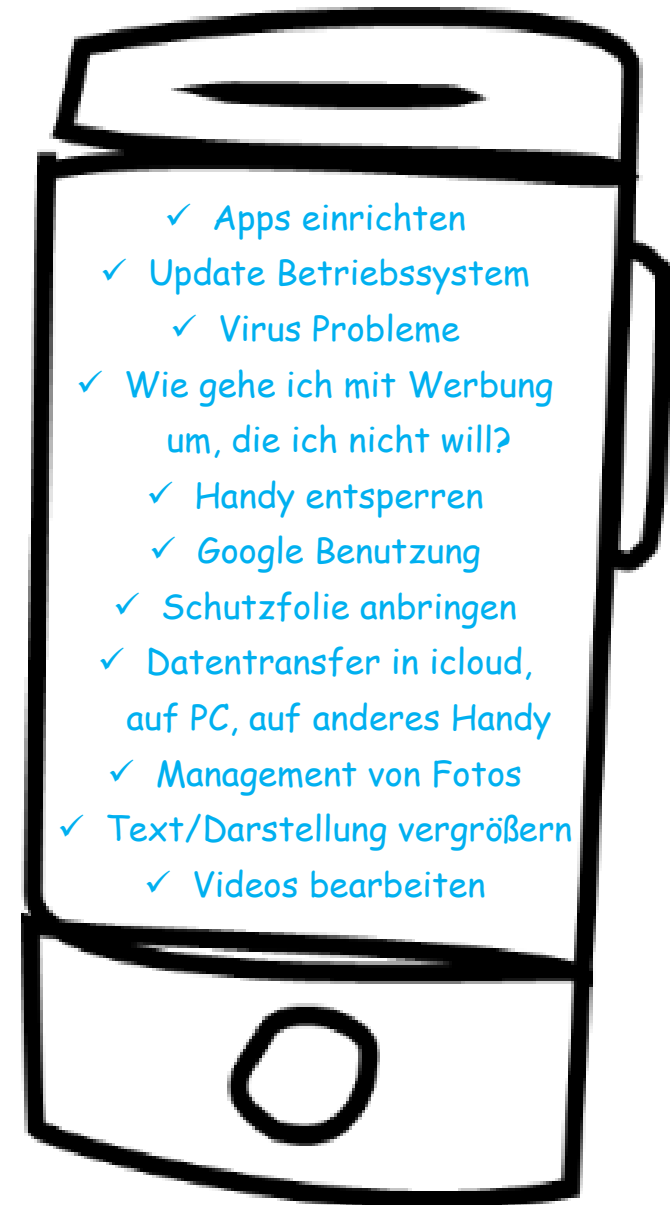 ✓ Apps einrichten
✓ Update Betriebssystem
✓ Virus Probleme
✓ Wie gehe ich mit Werbung
um, die ich nicht will?
✓ Handy entsperren
✓ Google Benutzung
✓ Schutzfolie anbringen
✓ Datentransfer in icloud,
auf PC, auf anderes Handy
✓ Management von Fotos
✓ Text/Darstellung vergrößern
✓ Videos bearbeiten